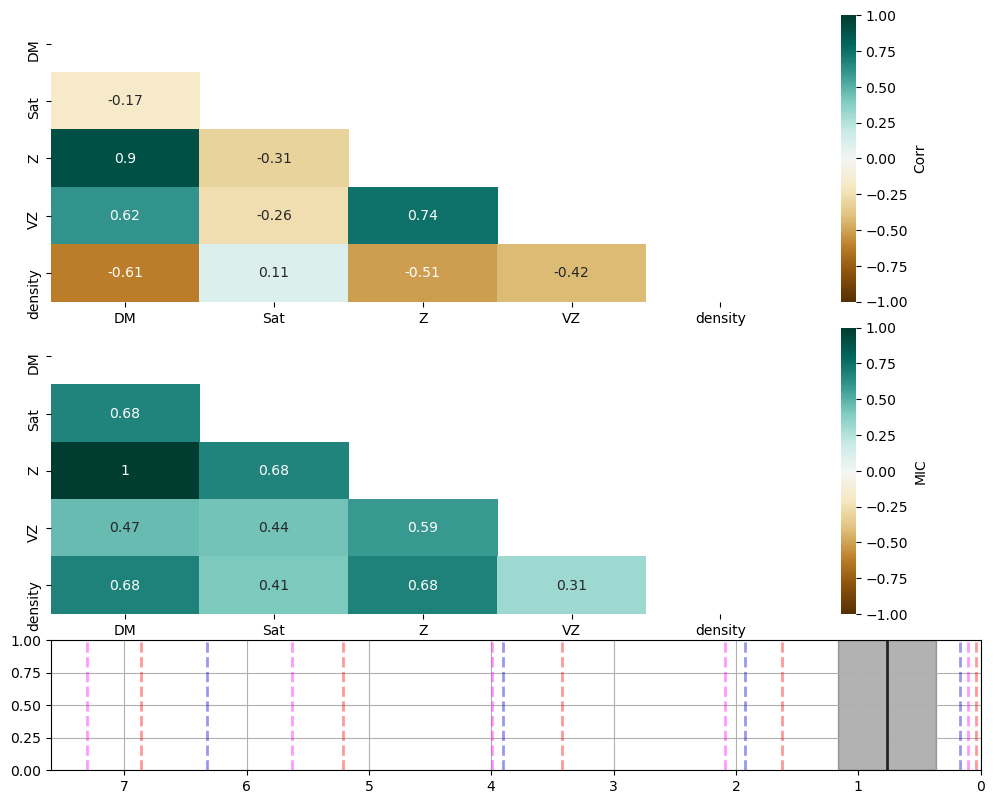 DM
Sat
Z
VZ
density
-0.17
0.9
-0.31
0.62
-0.26
0.74
-0.61
0.11
-0.51
-0.42
DM
Sat
Z
VZ
density
1.00
0.75
0.50
0.25
0.00
−0.25
−0.50
−0.75
−1.00
Corr
DM
Sat
Z
VZ
density
0.68
1
0.68
0.47
0.44
0.59
0.68
0.41
0.68
0.31
DM
Sat
Z
VZ
density
1.00
0.75
0.50
0.25
0.00
−0.25
−0.50
−0.75
−1.00
MIC
1.00
0.75
0.50
0.25
0.00
7
6
5
4
3
2
1
0